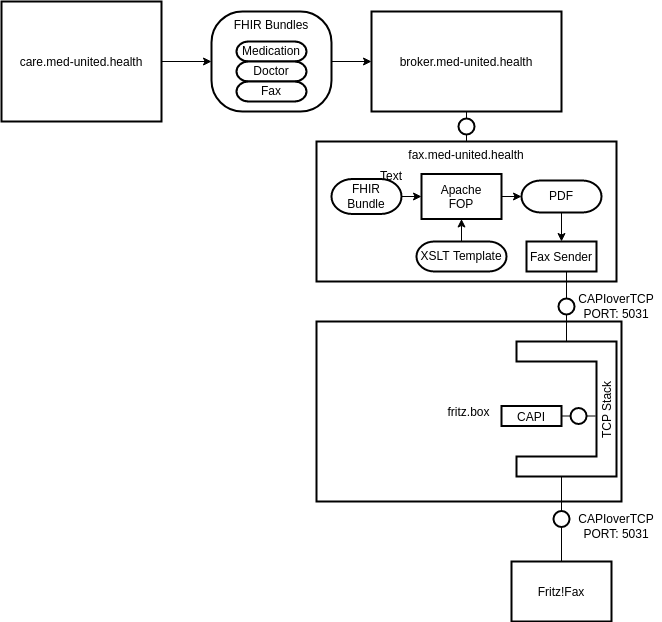 care.med-united.health
FHIR Bundles
Medication
Doctor
Fax
broker.med-united.health
fax.med-united.health
Text
FHIR
Bundle
Apache
FOP
PDF
XSLT Template
Fax Sender
CAPIoverTCP
PORT: 5031
fritz.box
CAPI
TCP Stack
CAPIoverTCP
PORT: 5031
Fritz!Fax